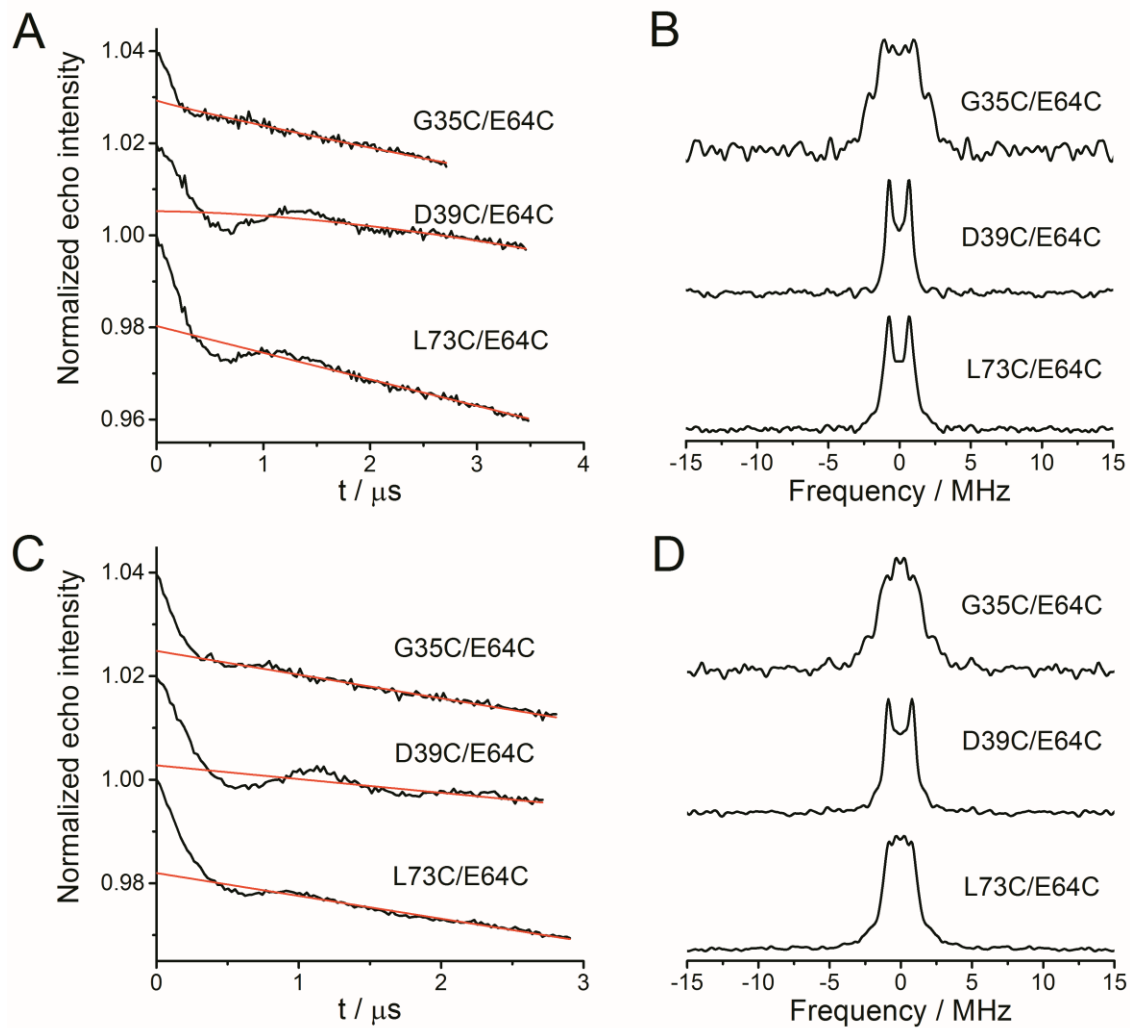 A
Normalized echo intensity
1.04
1.02
1.00
0.98
0.96
G35C/E64C
D39C/E64C
L73C/E64C
0 1 2 3 4
t / μs
B
G35C/E64C
D39C/E64C
L73C/E64C
-15 -10 -5 0 5 10 15
Frequency / MHz
C
Normalized echo intensity
1.04
1.02
1.00
0.98
G35C/E64C
D39C/E64C
L73C/E64C
0 1 2 3
t / μs
D
G35C/E64C
D39C/E64C
L73C/E64C
-15 -10 -5 0 5 10 15
Frequency / MHz